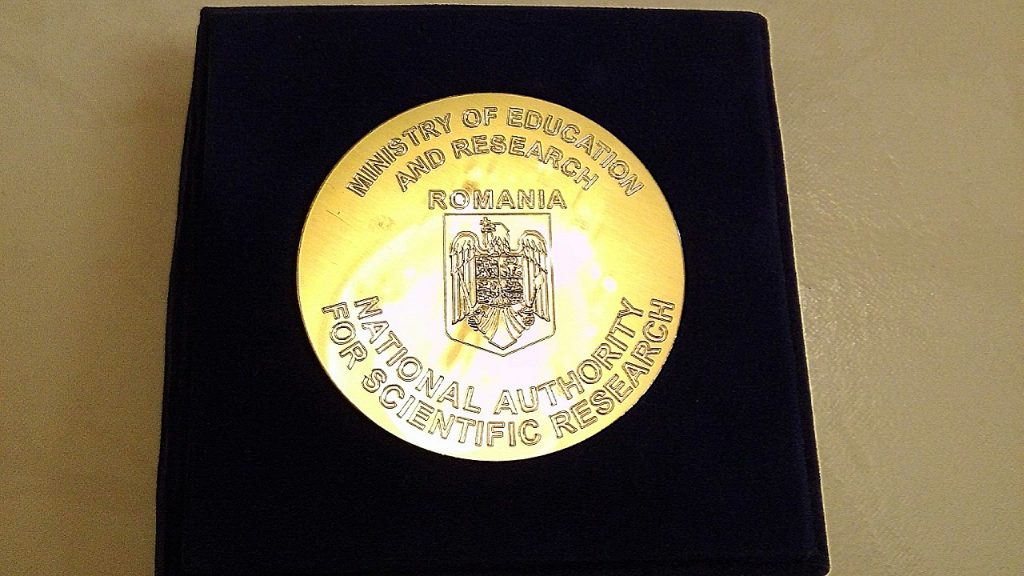 MINISTRY OF EDUCATION
AND RESEARCH
ROMANIA
NATIONAL AUTHORITY
FOR SCIENTIFIC RESEARCH